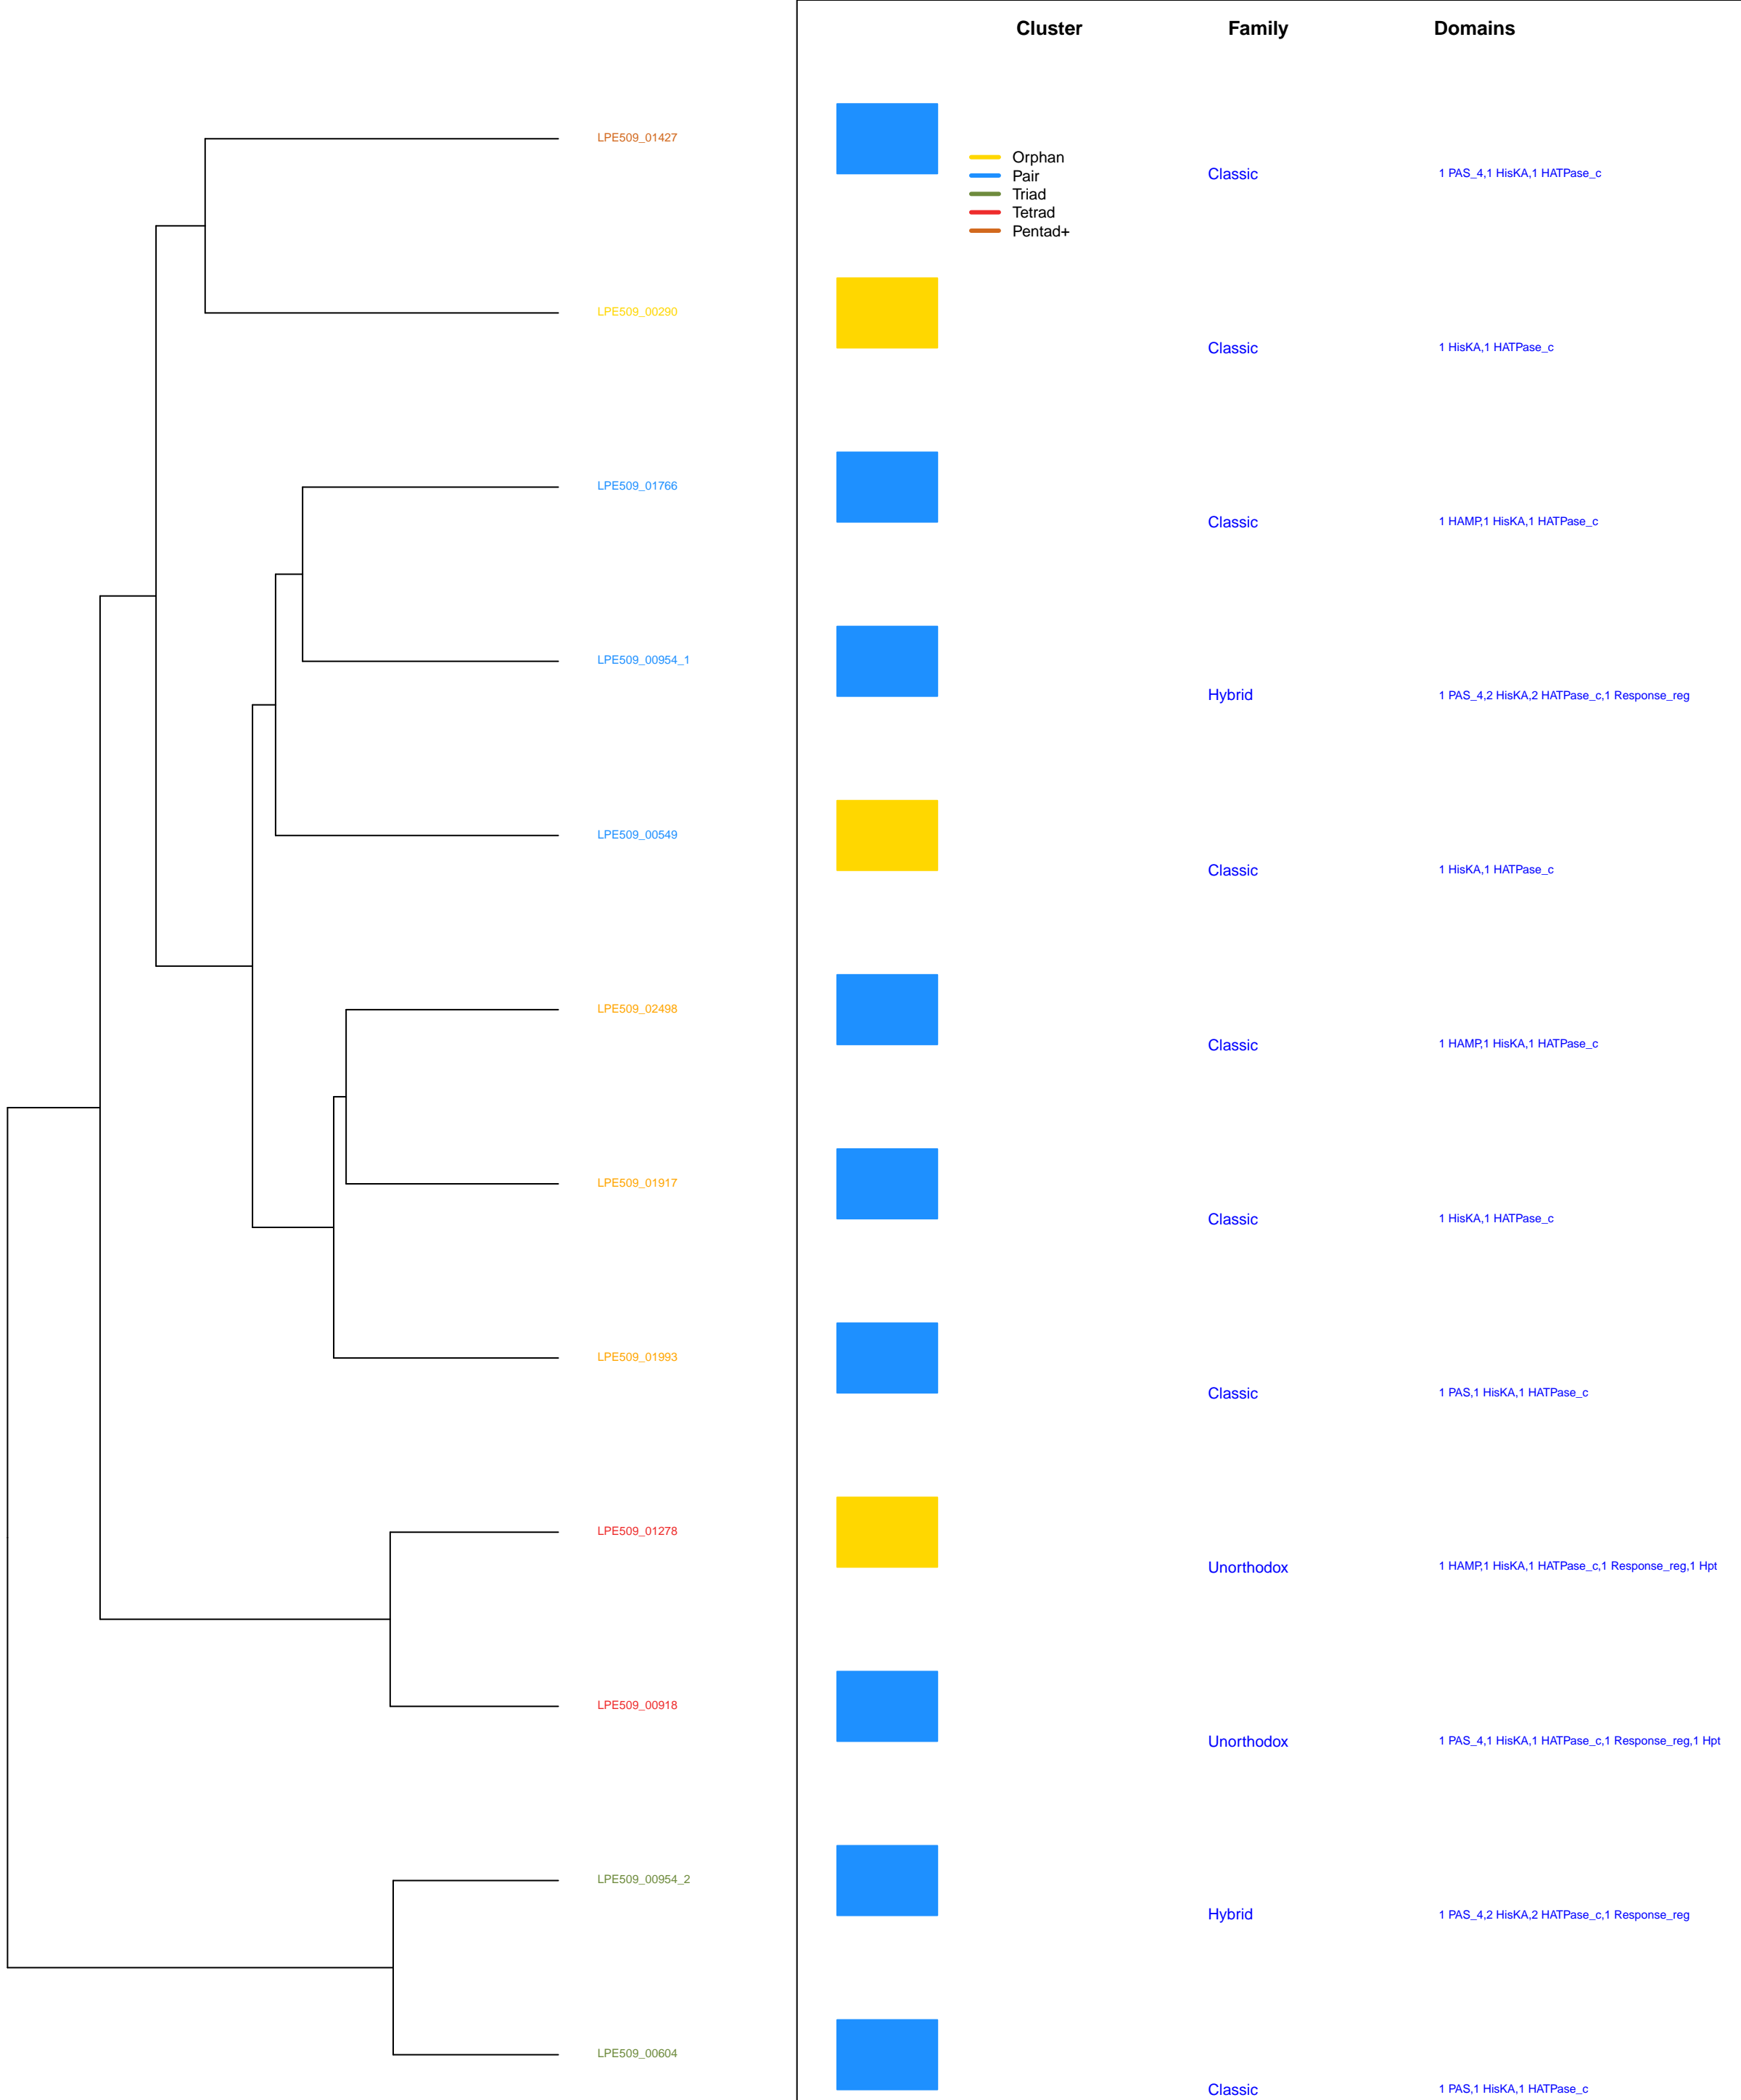 Cluster Family Domains
LPE509_01427
Orphan
Pair
Triad
Tetrad
Pentad+
Classic 1 PAS_4,1 HisKA,1 HATPase_c
LPE509_00290
Classic 1 HisKA,1 HATPase_c
LPE509_01766
Classic 1 HAMP,1 HisKA,1 HATPase_c
LPE509_00954_1
Hybrid 1 PAS_4,2 HisKA,2 HATPase_c,1 Response_reg
LPE509_00549
Classic 1 HisKA,1 HATPase_c
LPE509_02498
Classic 1 HAMP,1 HisKA,1 HATPase_c
LPE509_01917
Classic 1 HisKA,1 HATPase_c
LPE509_01993
Classic 1 PAS,1 HisKA,1 HATPase_c
LPE509_01278
Unorthodox 1 HAMP,1 HisKA,1 HATPase_c,1 Response_reg,1 Hpt
LPE509_00918
Unorthodox 1 PAS_4,1 HisKA,1 HATPase_c,1 Response_reg,1 Hpt
LPE509_00954_2
Hybrid 1 PAS_4,2 HisKA,2 HATPase_c,1 Response_reg
LPE509_00604
Classic 1 PAS,1 HisKA,1 HATPase_c